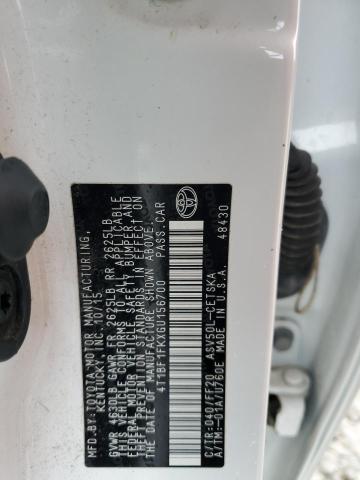 MFD.BY: TOYOTA MOTOR MANUFACTURING,
KENTUCKY, INC.
GVWR 4630LB GAWR FR 2625LB RR 2625LB
THIS VEHICLE CONFORMS TO ALL APPLICABLE
FEDERAL MOTOR VEHICLE SAFETY, BUMPER, AND
THEFT PREVENTION STANDARDS IN EFFECT ON
THE DATE OF MANUFACTURE SHOWN ABOVE.
4T1BF1FKXGU156700 PASS.CAR
C/TR: 040/FE20 ASV50L-CETSKA
A/TM: -01A/U760E MADE IN U.S.A.
48430